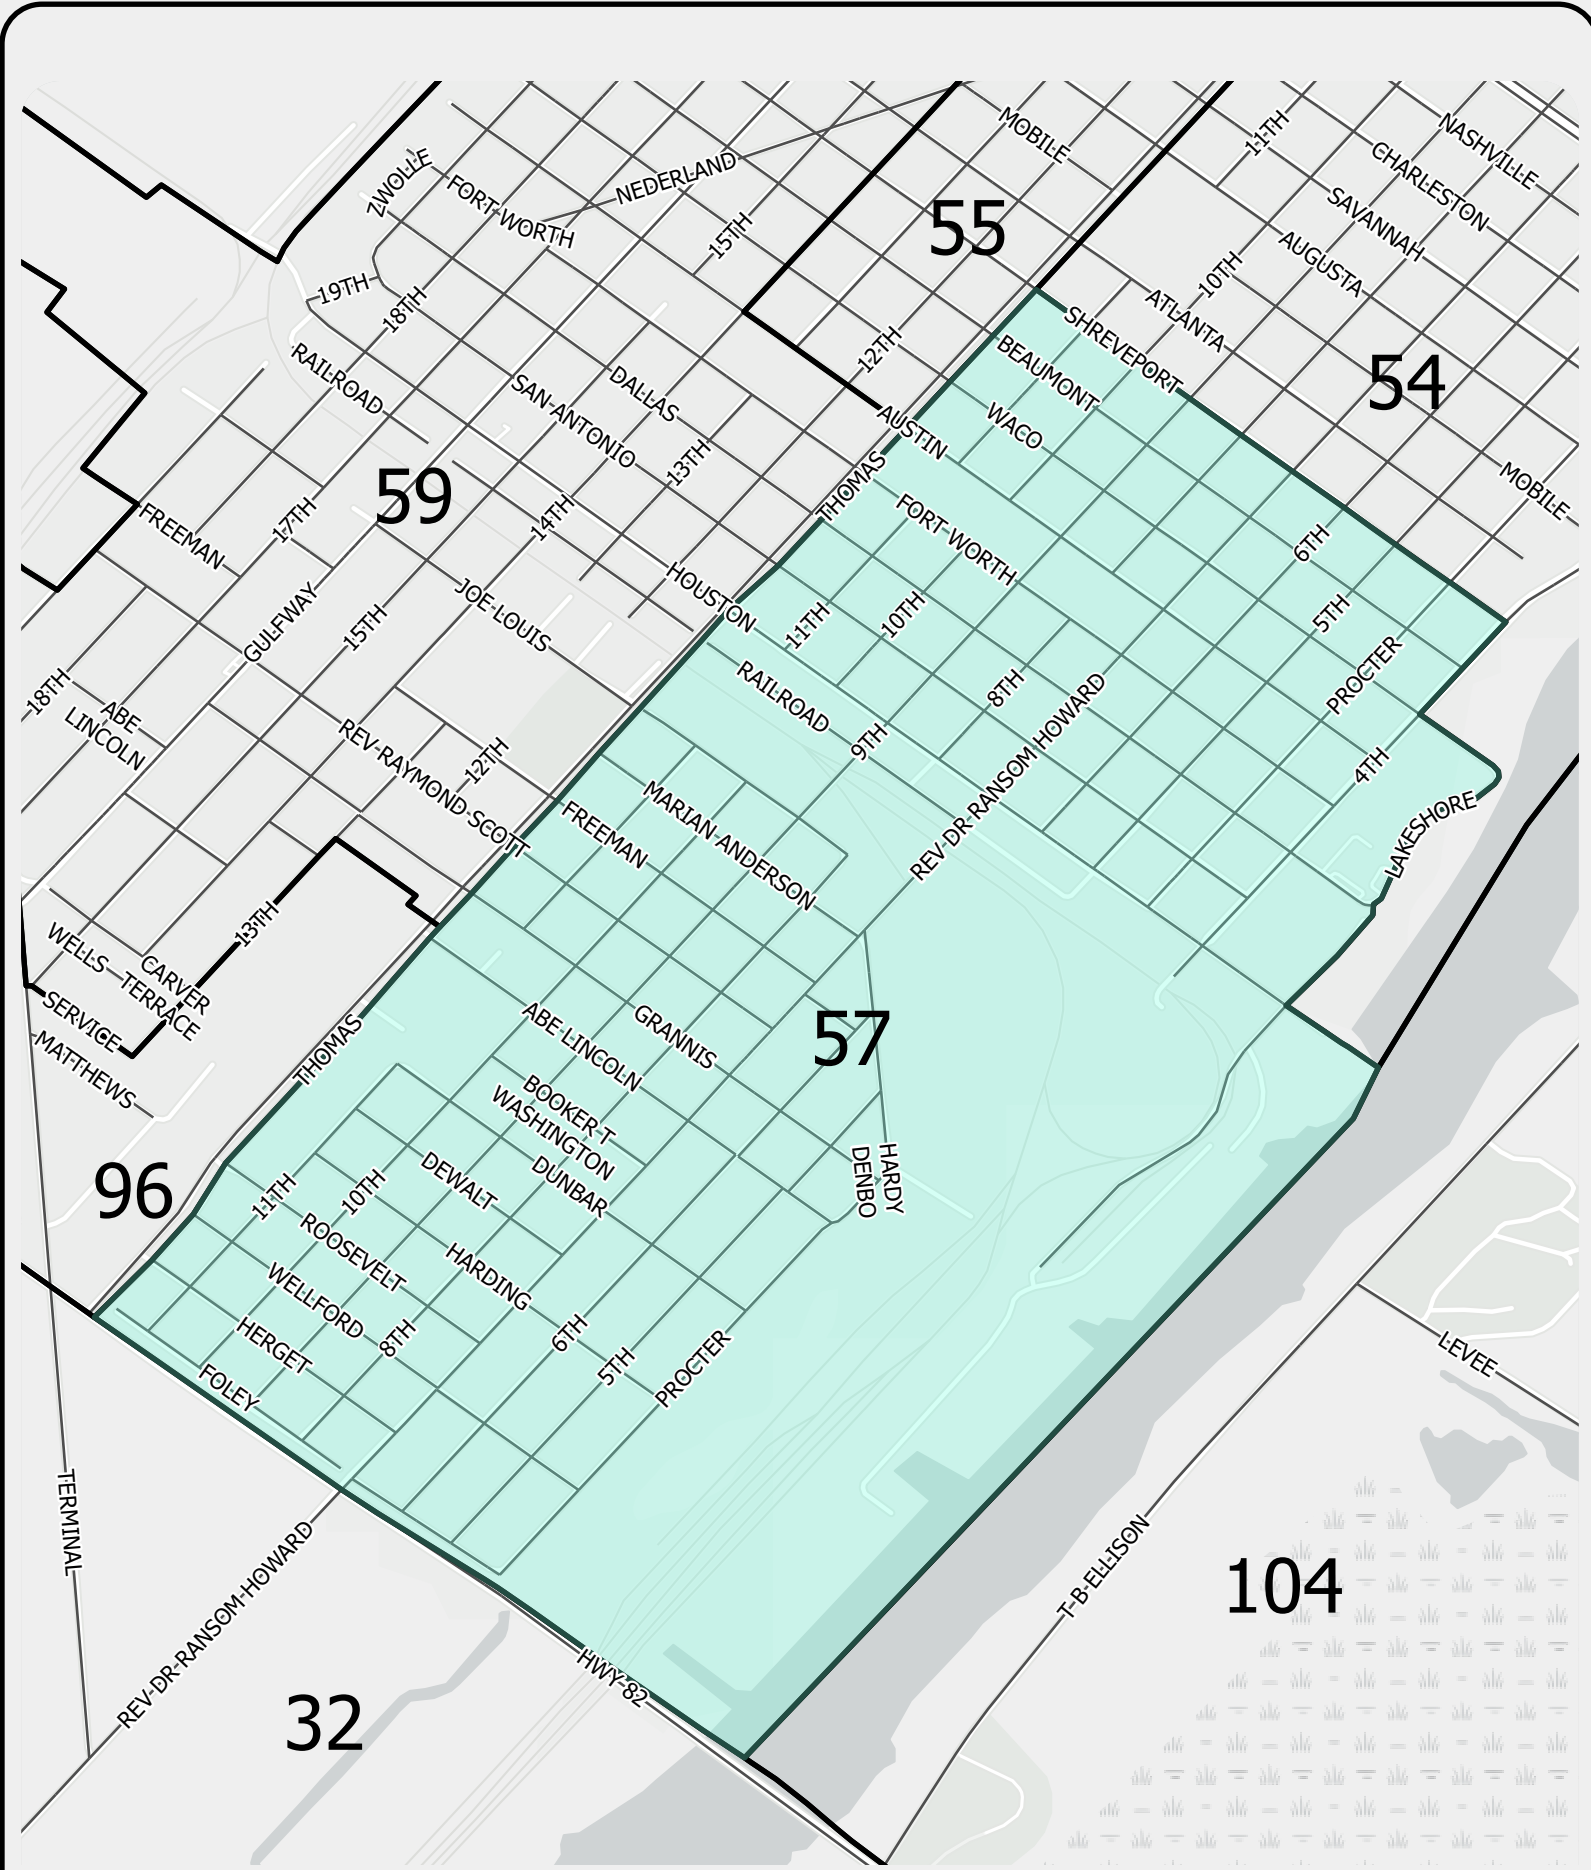 MOBILE
11TH
NASHVILLE
CHARLESTON
ZWOLLE
NEDERLAND
FORT WORTH
15TH
55
SAVANNAH
AUGUSTA
10TH
19TH
18TH
ATLANTA
SHREVEPORT
12TH
BEAUMONT
54
RAILROAD
DALLAS
SAN ANTONIO
WACO
AUSTIN
13TH
THOMAS
MOBILE
59
17TH
14TH
FREEMAN
FORT WORTH
6TH
HOUSTON
JOE LOUIS
GULFWAY
15TH
11TH
10TH
5TH
PROCTER
18TH
ABE
LINCOLN
RAILROAD
8TH
REV DR RANSOM HOWARD
9TH
REV RAYMOND SCOTT
12TH
4TH
MARIAN ANDERSON
FREEMAN
LAKESHORE
13TH
WELLS
CARVER
TERRACE
SERVICE
MATTHEWS
THOMAS
ABE LINCOLN
GRANNIS
57
BOOKER T
WASHINGTON
DUNBAR
DEWALT
HARDY
DENBO
96
11TH
10TH
ROOSEVELT
HARDING
WELLFORD
8TH
6TH
HERGET
5TH
PROCTER
FOLEY
LEVEE
TERMINAL
REV DR RANSOM HOWARD
T B ELLISON
104
HWY 82
32